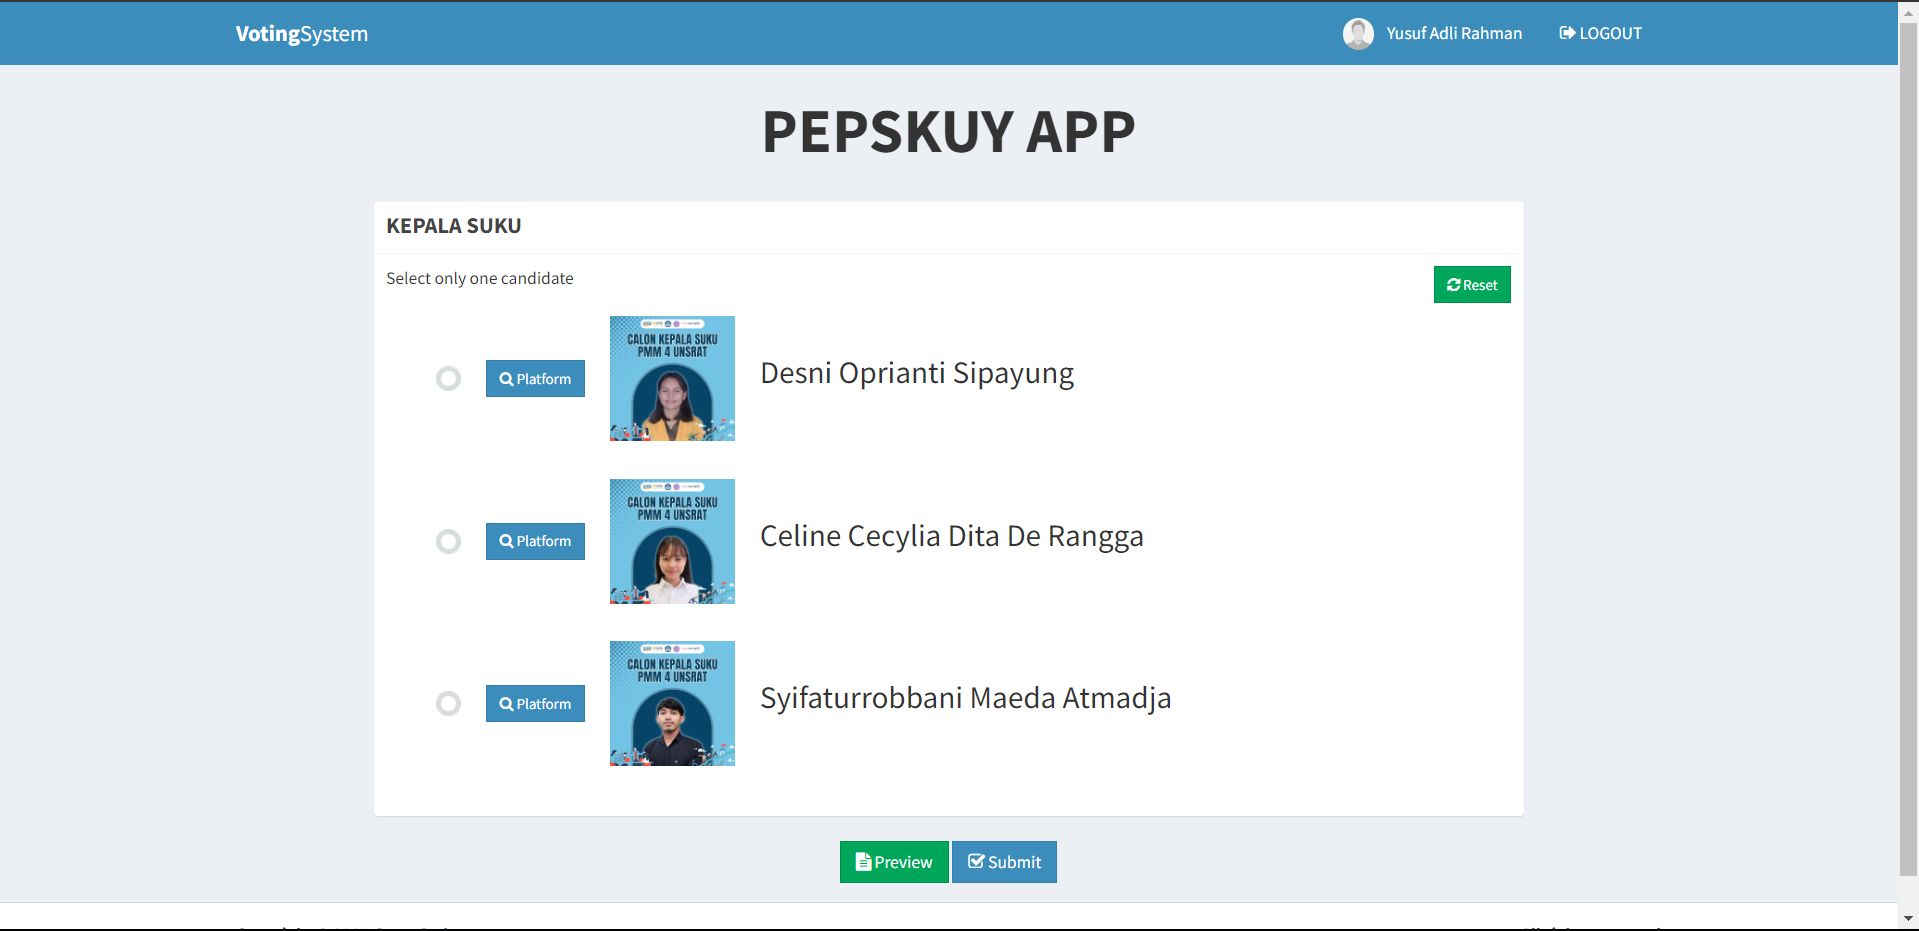 VotingSystem
Yusuf Adli Rahman
LOGOUT
PEPSKUY APP
KEPALA SUKU
Select only one candidate
Reset
Platform
CALON KEPALA SUKU
PMM 4 UNSRAT
Desni Oprianti Sipayung
Platform
CALON KEPALA SUKU
PMM 4 UNSRAT
Celine Cecylia Dita De Rangga
Platform
CALON KEPALA SUKU
PMM 4 UNSRAT
Syifaturrobbani Maeda Atmadja
Preview
Submit